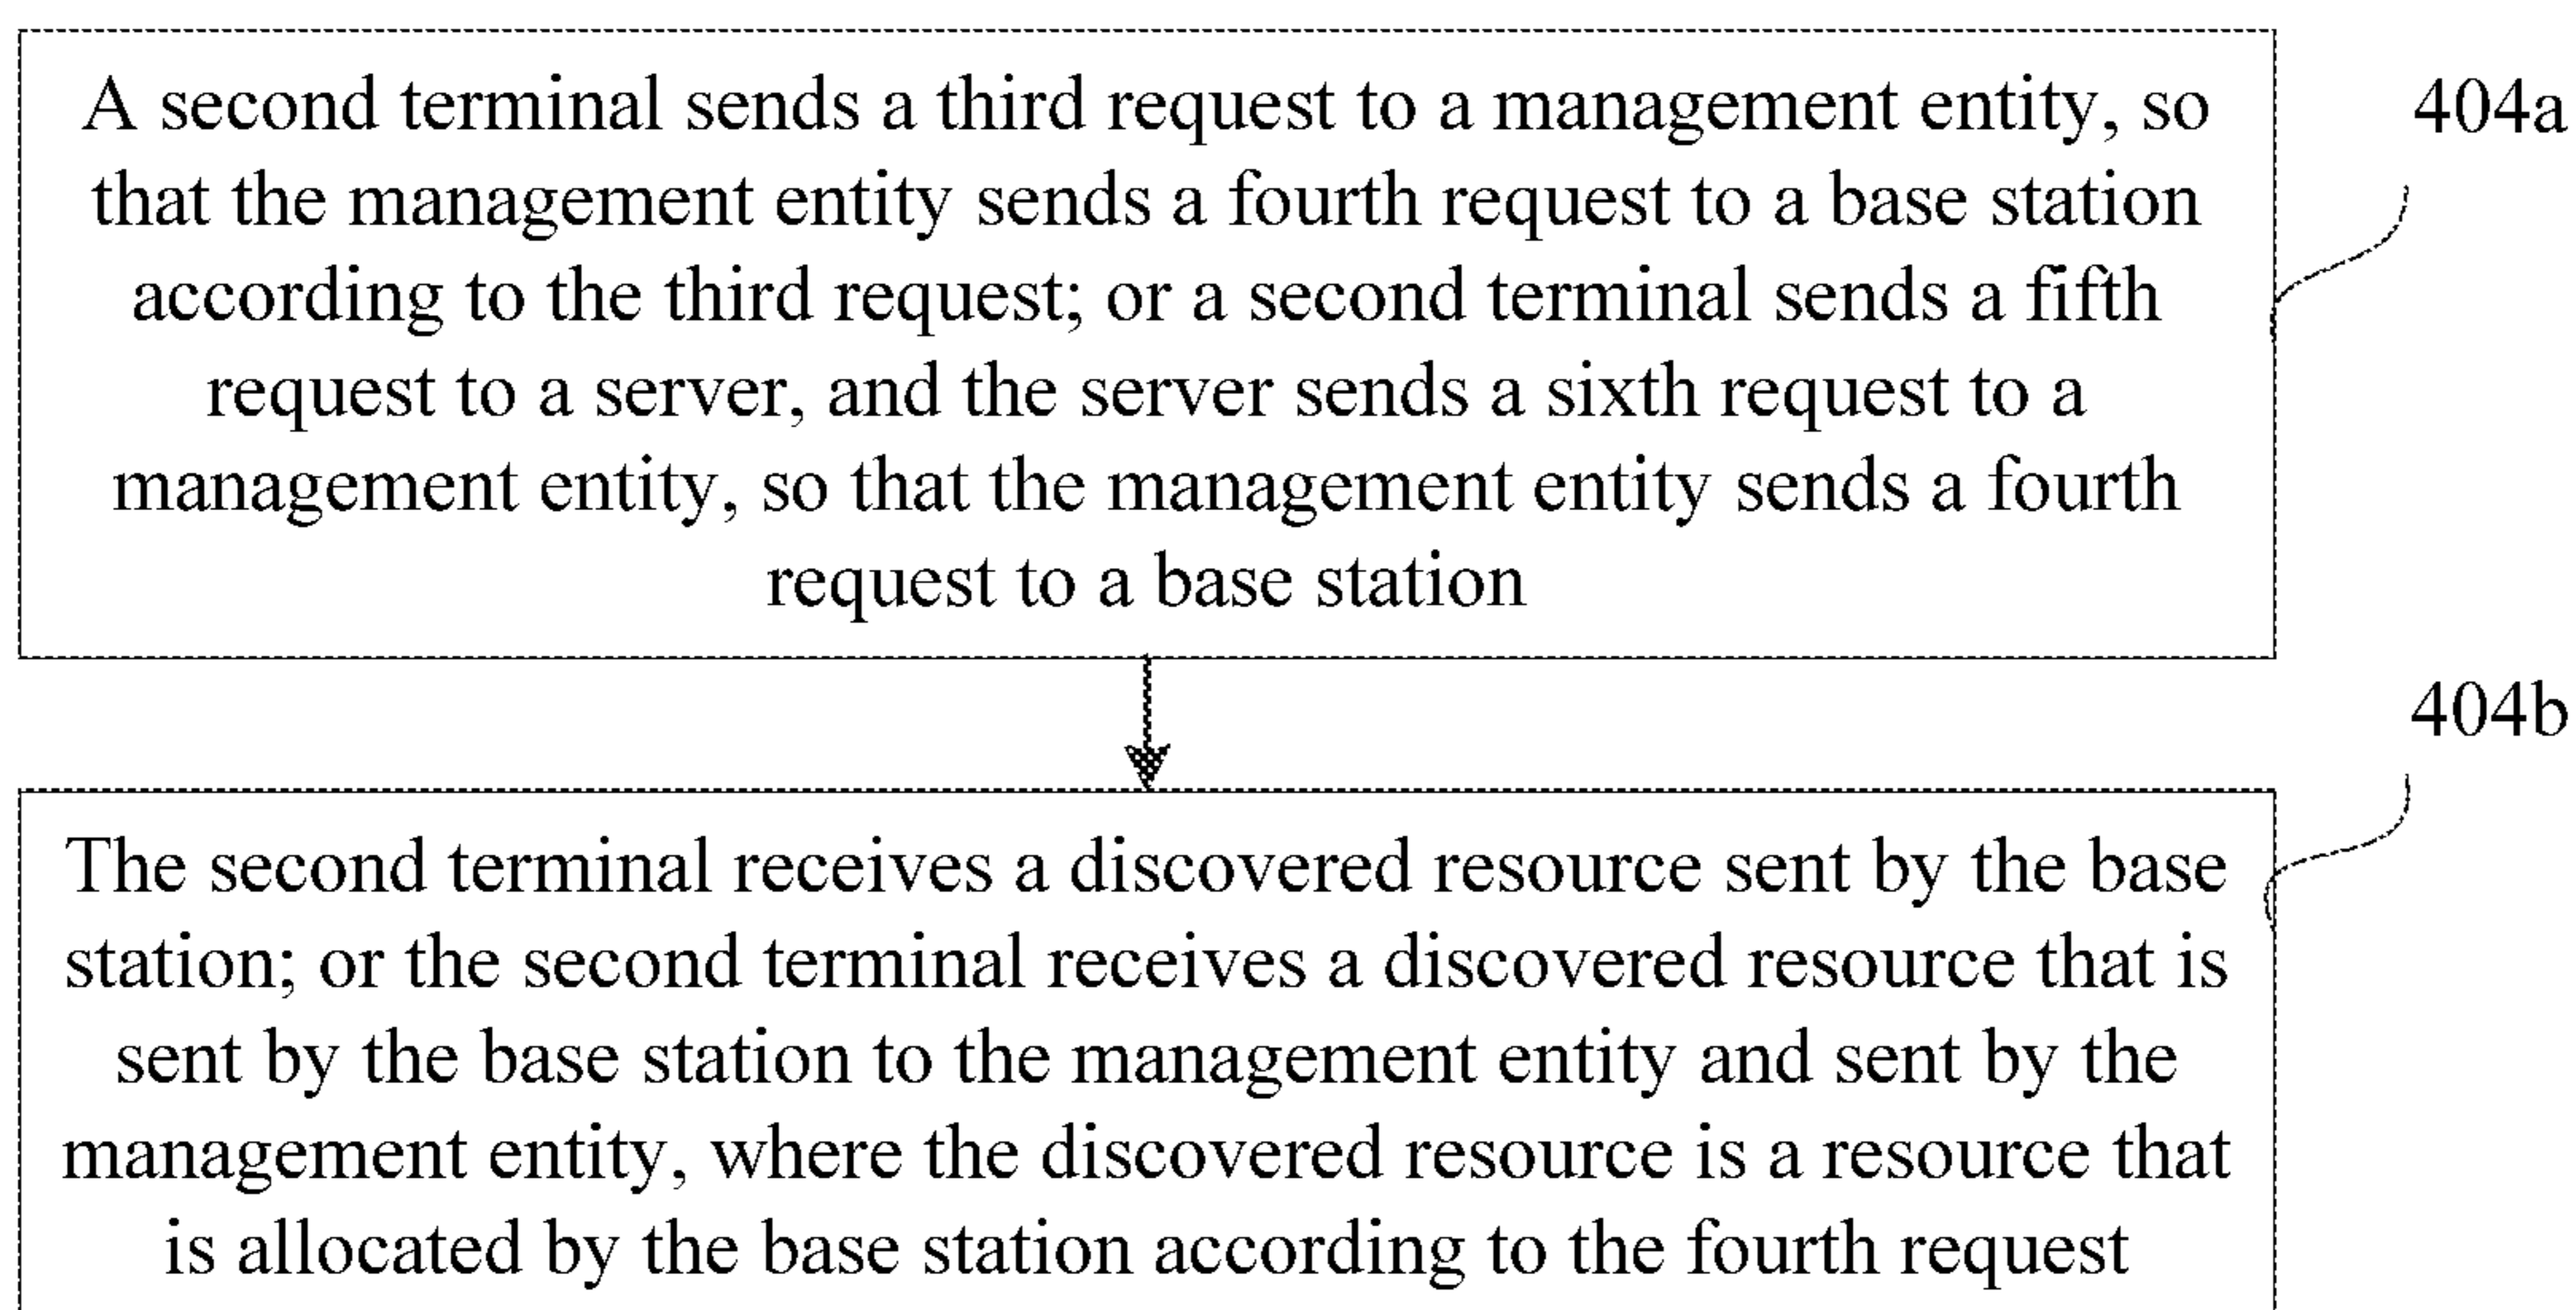 A second terminal sends a third request to a management entity, so
404a
that the management entity sends a fourth request to a base station
according to the third request; or a second terminal sends a fifth
request to a server, and the server sends a sixth request to a
management entity, so that the management entity sends a fourth
request to a base station
404b
The second terminal receives a discovered resource sent by the base
station; or the second terminal receives a discovered resource that is
sent by the base station to the management entity and sent by the
management entity, where the discovered resource is a resource that
is allocated by the base station according to the fourth request